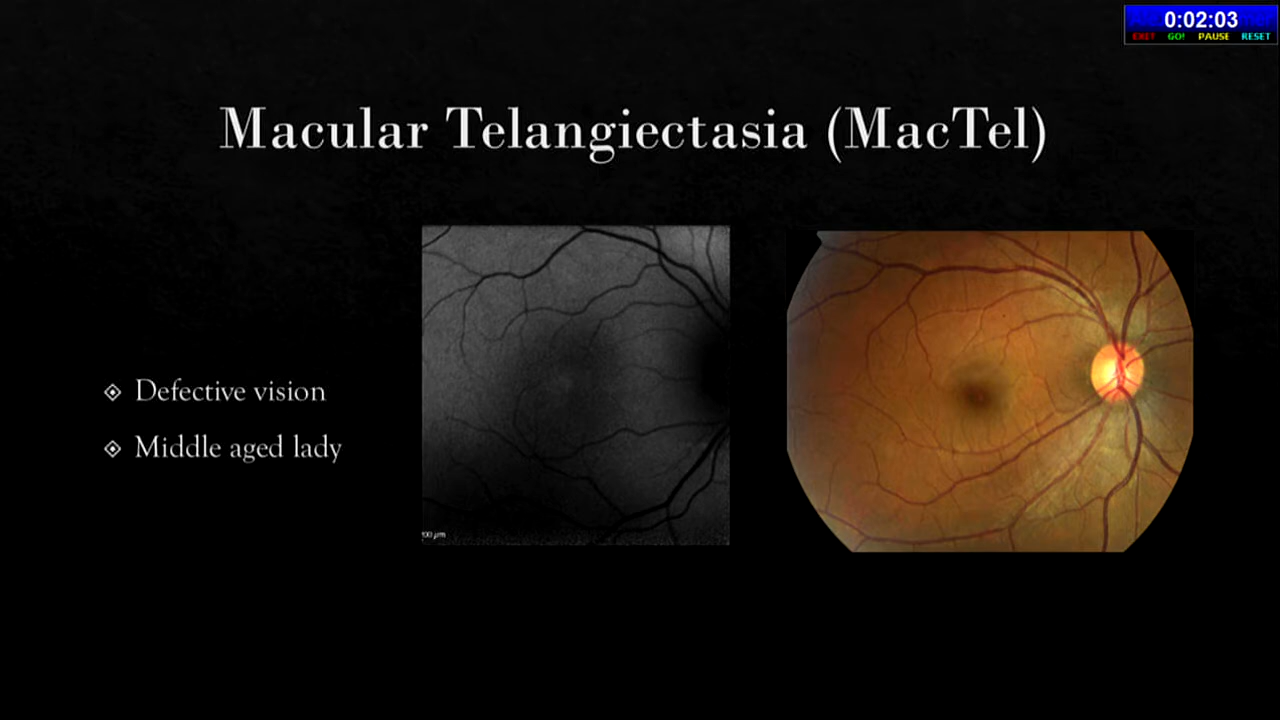 0:02:03
EXIT GO! PAUSE RESET
Macular Telangiectasia (MacTel)
Defective vision
Middle aged lady